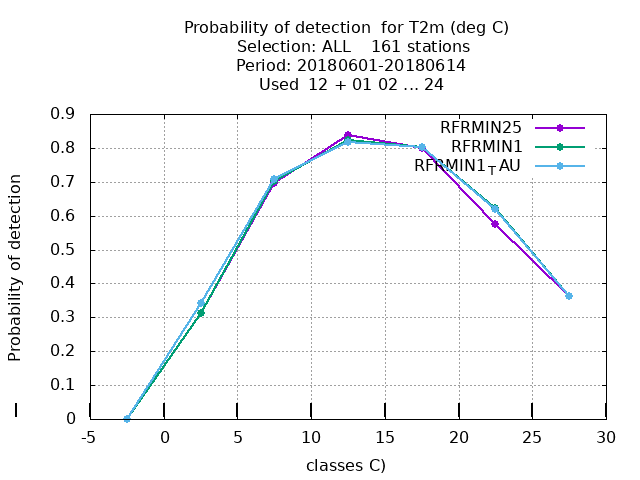 Probability of detection for T2m (deg C)
Selection: ALL 161 stations
Period: 20180601-20180614
Used 12 + 01 02 ... 24
0.9
0.8
0.7
0.6
0.5
0.4
0.3
0.2
0.1
0
Probability of detection
RFRMIN25
RFRMIN1
RFRMIN1TAU
-5
0
5
10
15
20
25
30
classes C)